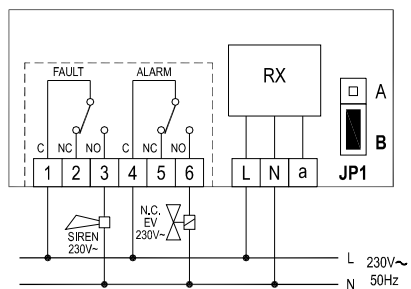 FAULT ALARM
RX
A
B
C NC NO C NC NO
1 2 3 4 5 6 L N a JP1
SIREN
230V~
N.C.
EV
230V~
L
N
230V~
50Hz